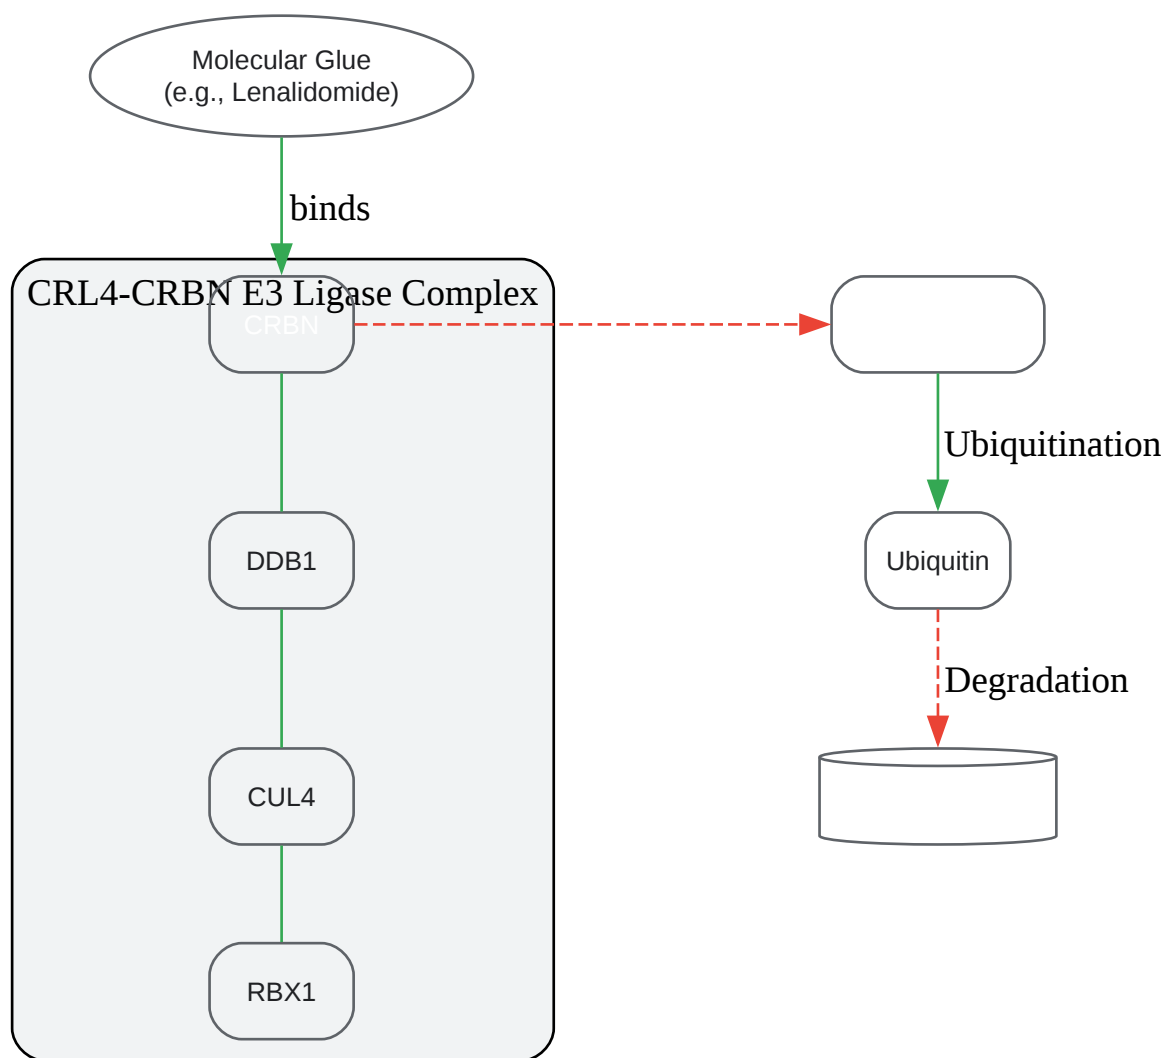 Molecular Glue
(e.g., Lenalidomide)
binds
CRL4-CRBN E3 Ligase Complex
CRBN
Ubiquitination
DDB1
Ubiquitin
Degradation
CUL4
RBX1